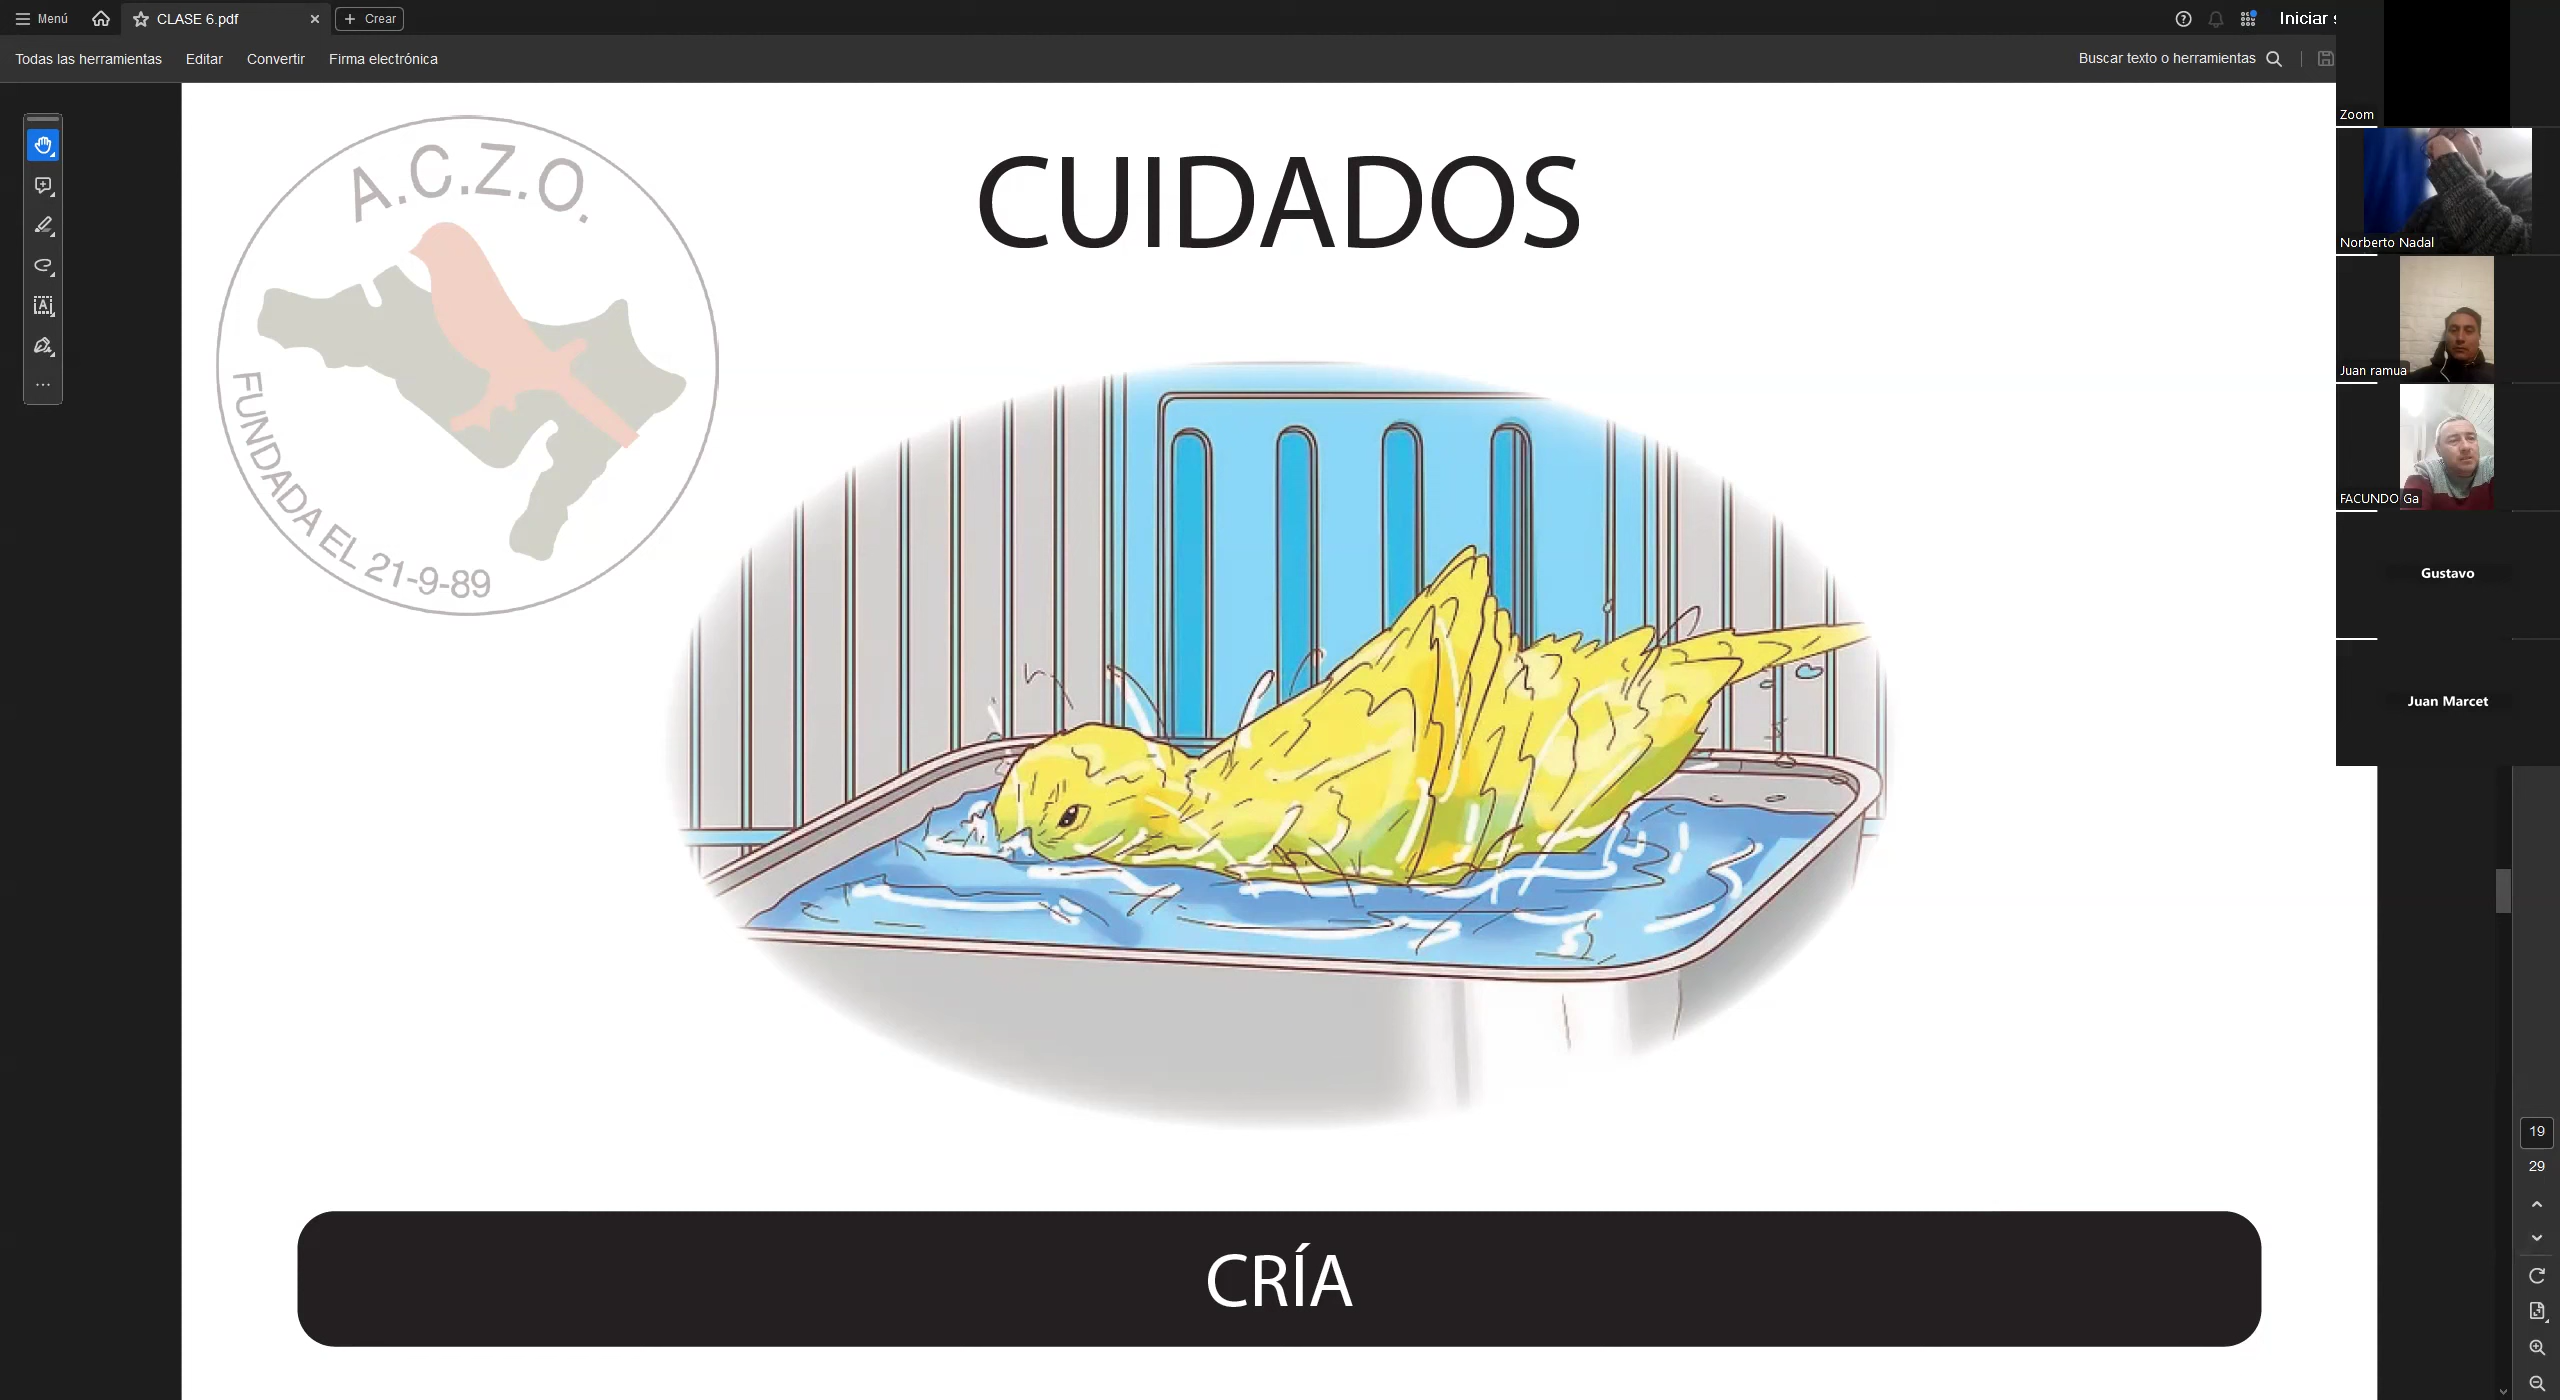 Menú
CLASE 6.pdf
Crear
Iniciar s
Todas las herramientas
Editar
Convertir
Firma electrónica
Buscar texto o herramientas
A.C.Z.O.
FUNDADA EL 21-9-89
CUIDADOS
CRÍA
Zoom
Norberto Nadal
Juan ramua
FACUNDO Ga
Gustavo
Juan Marcet
19
29